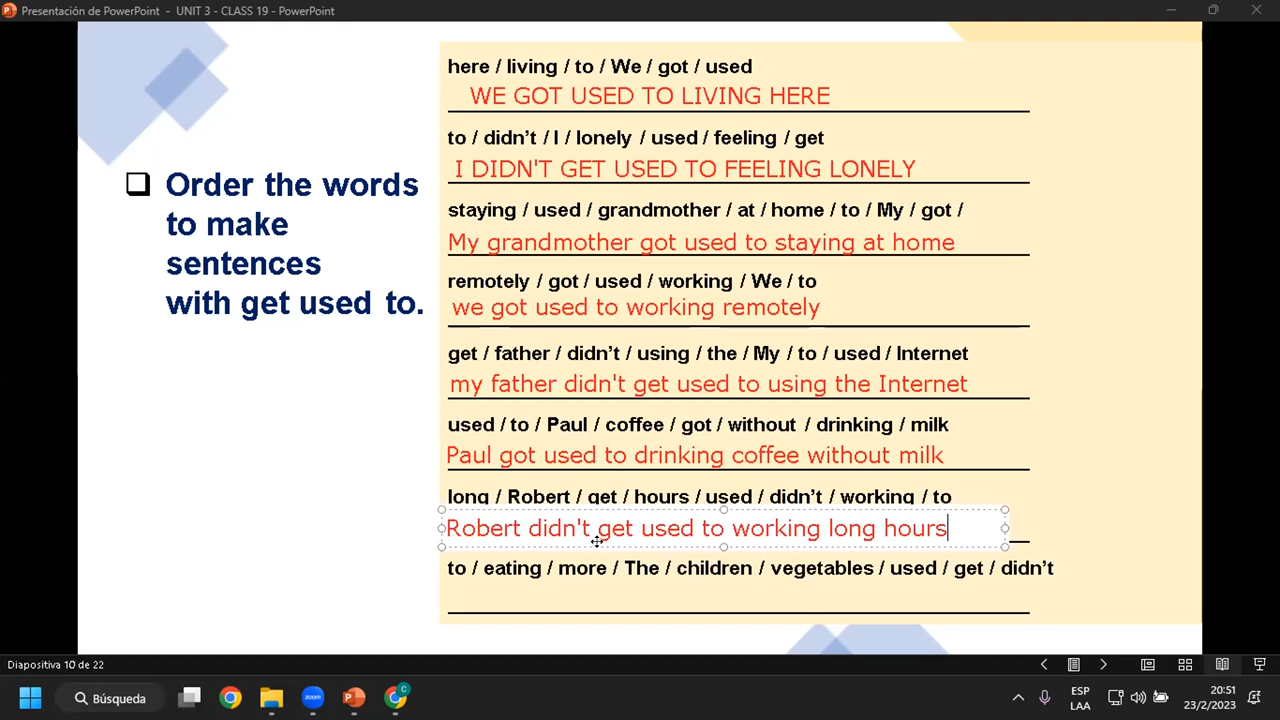 Presentación de PowerPoint - UNIT 3 - CLASS 19 - PowerPoint
here / living / to / We / got / used
WE GOT USED TO LIVING HERE
to / didn't / I / lonely / used / feeling / get
I DIDN'T GET USED TO FEELING LONELY
❑ Order the words
to make
sentences
with get used to.
staying / used / grandmother / at / home / to / My / got /
My grandmother got used to staying at home
remotely / got / used / working / We / to
we got used to working remotely
get / father / didn't / using / the / My / to / used / Internet
my father didn't get used to using the Internet
used / to / Paul / coffee / got / without / drinking / milk
Paul got used to drinking coffee without milk
long / Robert / get / hours / used / didn't / working / to
Robert didn't get used to working long hours
to / eating / more / The / children / vegetables / used / get / didn't
Diapositiva 10 de 22
Búsqueda
zoom
C
ESP
LAA
20:51
23/2/2023